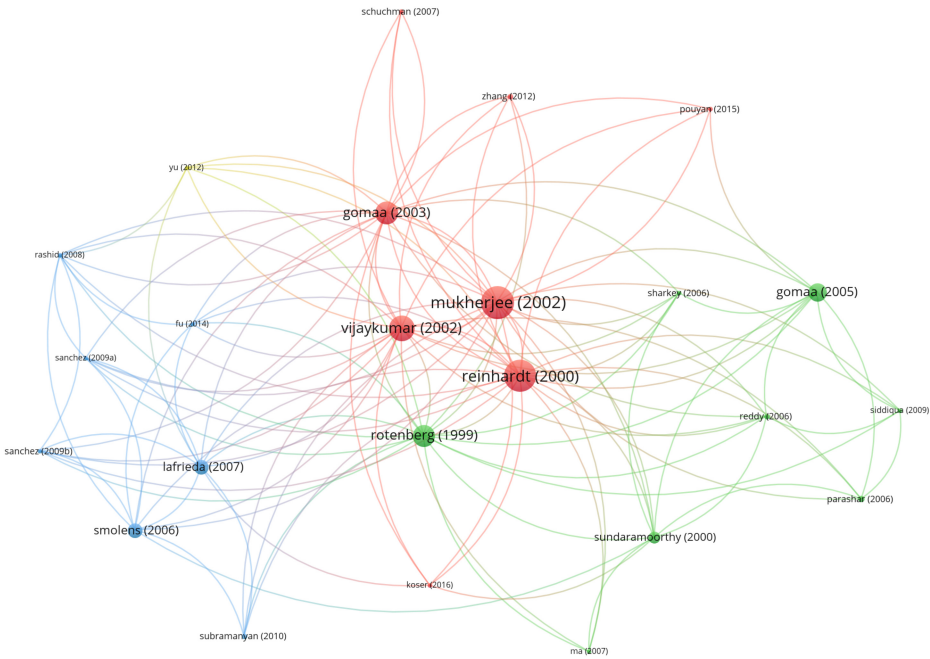 schuchman (2007)
zhang (2012)
pouyan (2015)
yu (2012)
gomaa (2003)
rashid (2008)
sharkey (2006)
gomaa (2005)
mukherjee (2002)
fu (2014)
vijaykumar (2002)
sanchez (2009a)
reinhardt (2000)
siddiqua (2009)
reddy (2006)
rotenberg (1999)
sanchez (2009b)
lafrieda (2007)
parashar (2006)
smolens (2006)
sundaramoorthy (2000)
koser (2016)
subramanyan (2010)
ma (2007)